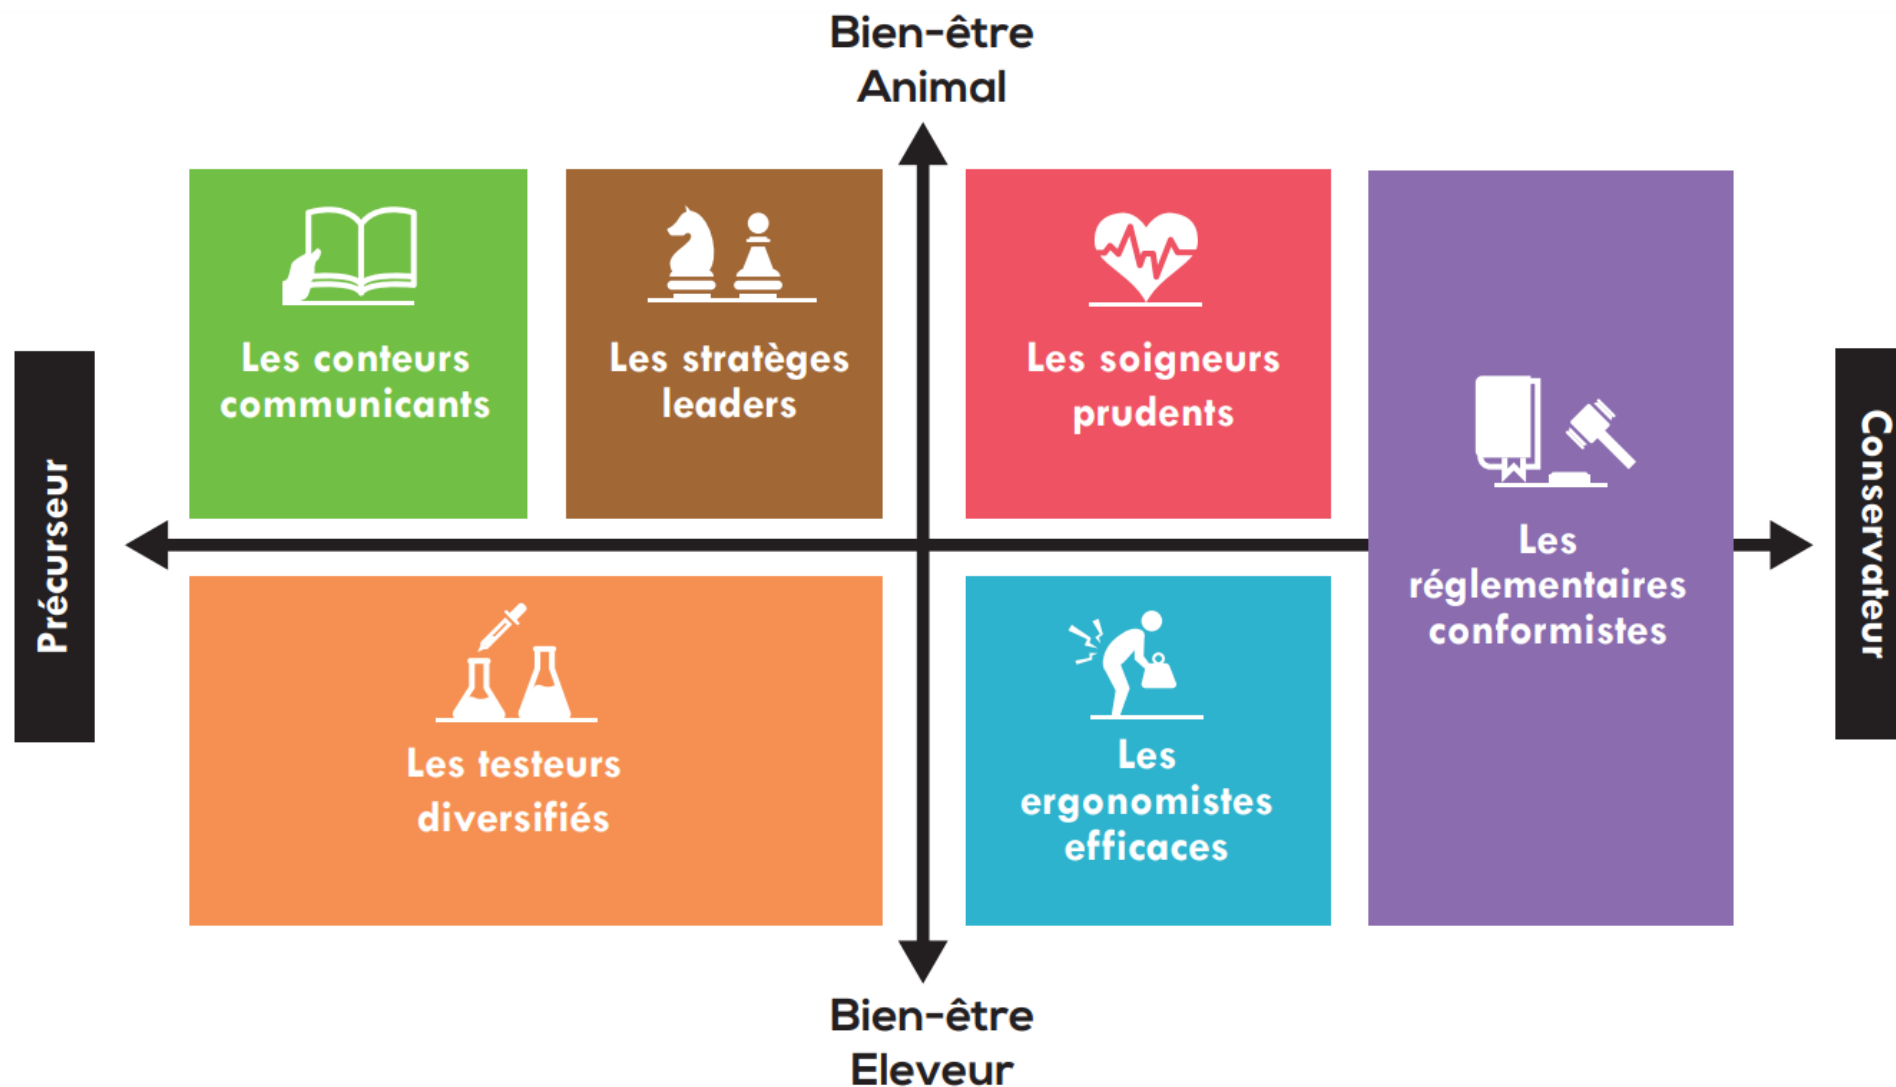 Bien-être
Animal
Les conteurs
communicants
Les stratèges
leaders
Les soigneurs
prudents
Les
réglementaires
conformistes
Précurseur
Conservateur
Les testeurs
diversifiés
Les
ergonomistes
efficaces
Bien-être
Eleveur